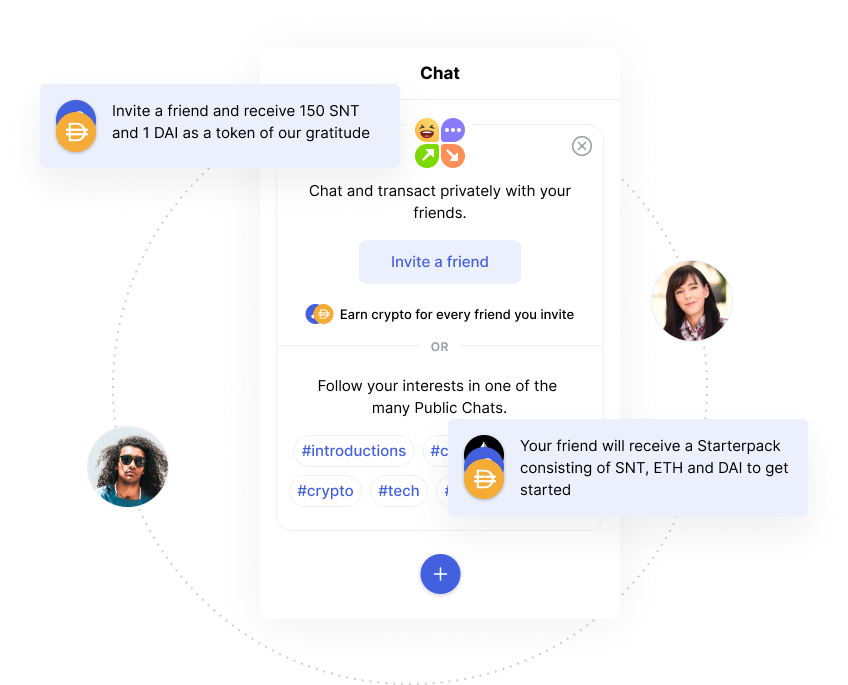 Chat
Invite a friend and receive 150 SNT
and 1 DAI as a token of our gratitude
Chat and transact privately with your
friends.
Invite a friend
Earn crypto for every friend you invite
OR
Follow your interests in one of the
many Public Chats.
#introductions
#crypto #tech
Your friend will receive a Starterpack
consisting of SNT, ETH and DAI to get
started